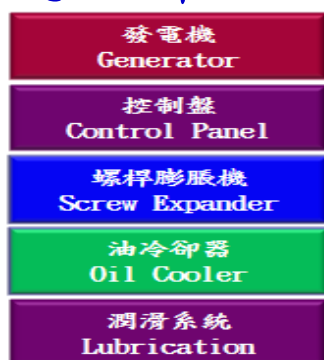 發電機
Generator
控制盤
Control Panel
螺桿膨脹機
Screw Expander
油冷卻器
Oil Cooler
潤滑系統
Lubrication